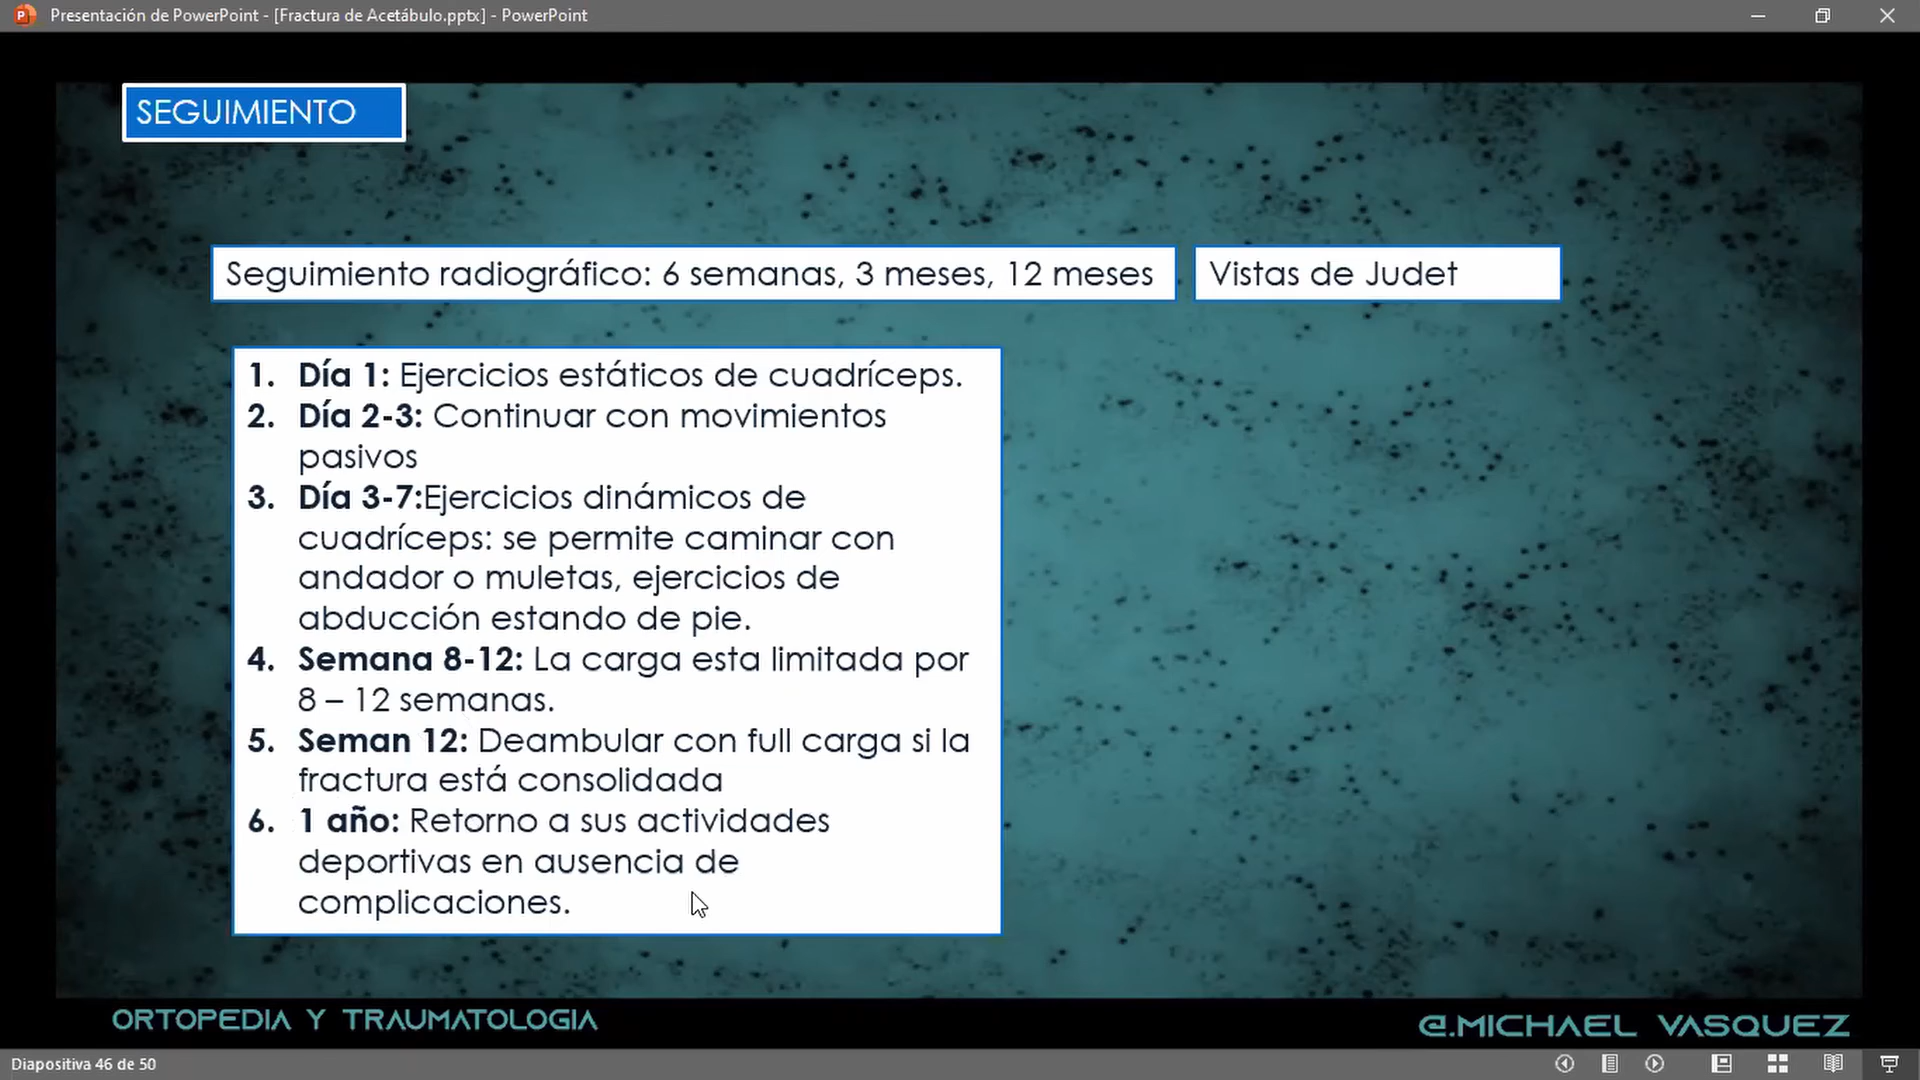 Presentación de PowerPoint - [Fractura de Acetábulo.pptx] - PowerPoint
SEGUIMIENTO
Seguimiento radiográfico: 6 semanas, 3 meses, 12 meses
Vistas de Judet
1. Día 1: Ejercicios estáticos de cuadríceps.
2. Día 2-3: Continuar con movimientos
pasivos
3. Día 3-7:Ejercicios dinámicos de
cuadríceps: se permite caminar con
andador o muletas, ejercicios de
abducción estando de pie.
4. Semana 8-12: La carga esta limitada por
8 – 12 semanas.
5. Seman 12: Deambular con full carga si la
fractura está consolidada
6. 1 año: Retorno a sus actividades
deportivas en ausencia de
complicaciones.
ORTOPEDIA Y TRAUMATOLOGIA
@.MICHAEL VASQUEZ
Diapositiva 46 de 50